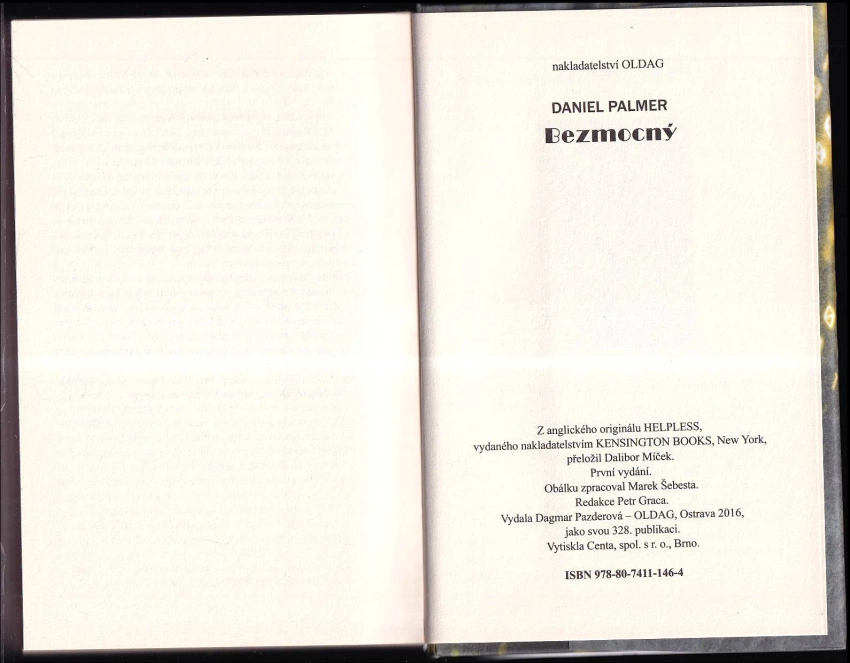 nakladatelství OLDAG
DANIEL PALMER
Bezmocný
Z anglického originálu HELPLESS,
vydaného nakladatelstvím KENSINGTON BOOKS, New York,
přeložil Dalibor Míček.
První vydání.
Obálku zpracoval Marek Šebesta.
Redakce Petr Graca.
Vydala Dagmar Pazderová – OLDAG, Ostrava 2016,
jako svou 328. publikaci.
Vytiskla Centa, spol. s r. o., Brno.
ISBN 978-80-7411-146-4